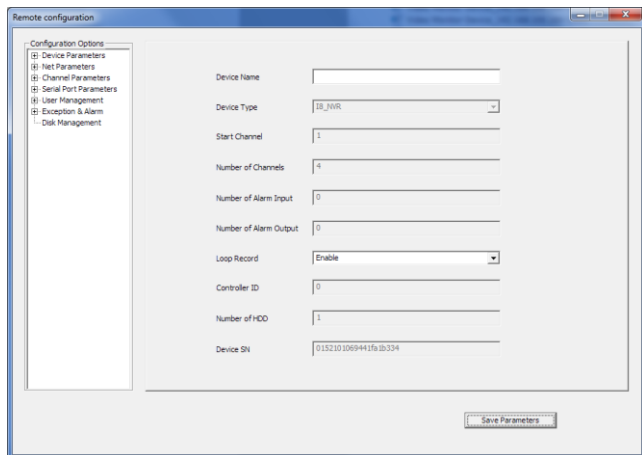 Remote configuration
Configuration Options
Device Parameters
Net Parameters
Channel Parameters
Serial Port Parameters
User Management
Exception & Alarm
Disk Management
Device Name
Device Type IB_NVR
Start Channel 1
Number of Channels 4
Number of Alarm Input 0
Number of Alarm Output 0
Loop Record Enable
Controller ID 0
Number of HDD 1
Device SN 0152101069441fa1b334
Save Parameters